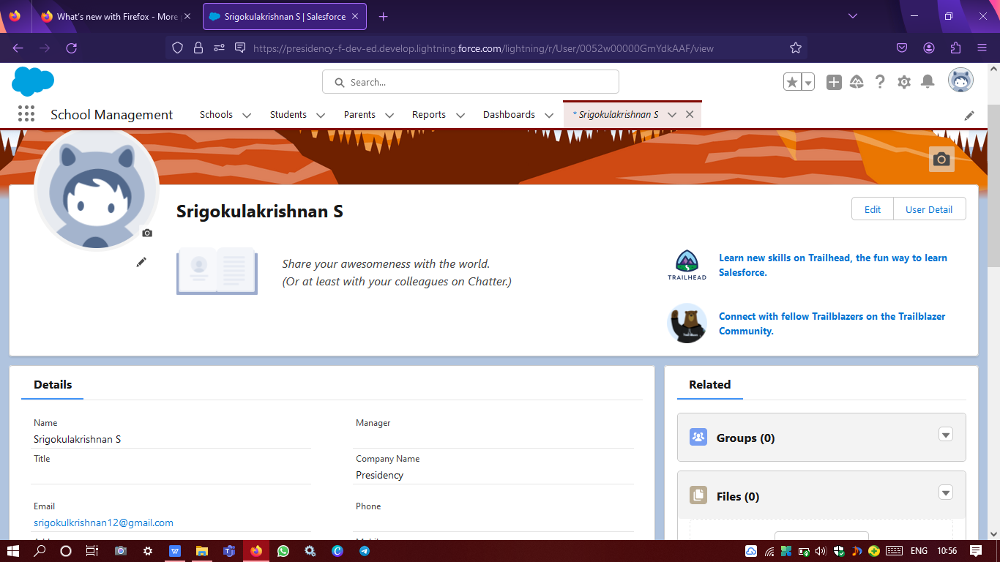 What's new with Firefox - More
Srigokulakrishnan S | Salesforce
https://presidency-f-dev-ed.develop.lightning.force.com/lightning/r/User/0052w00000GmYdkAAF/view
Search...
School Management
Schools
Students
Parents
Reports
Dashboards
* Srigokulakrishnan S
Srigokulakrishnan S
Edit
User Detail
Share your awesomeness with the world.
(Or at least with your colleagues on Chatter.)
TRAILHEAD
Learn new skills on Trailhead, the fun way to learn
Salesforce.
Connect with fellow Trailblazers on the Trailblazer
Community.
Details
Name
Srigokulakrishnan S
Manager
Title
Company Name
Presidency
Email
srigokulkrishnan12@gmail.com
Phone
Related
Groups (0)
Files (0)
ENG
10:56